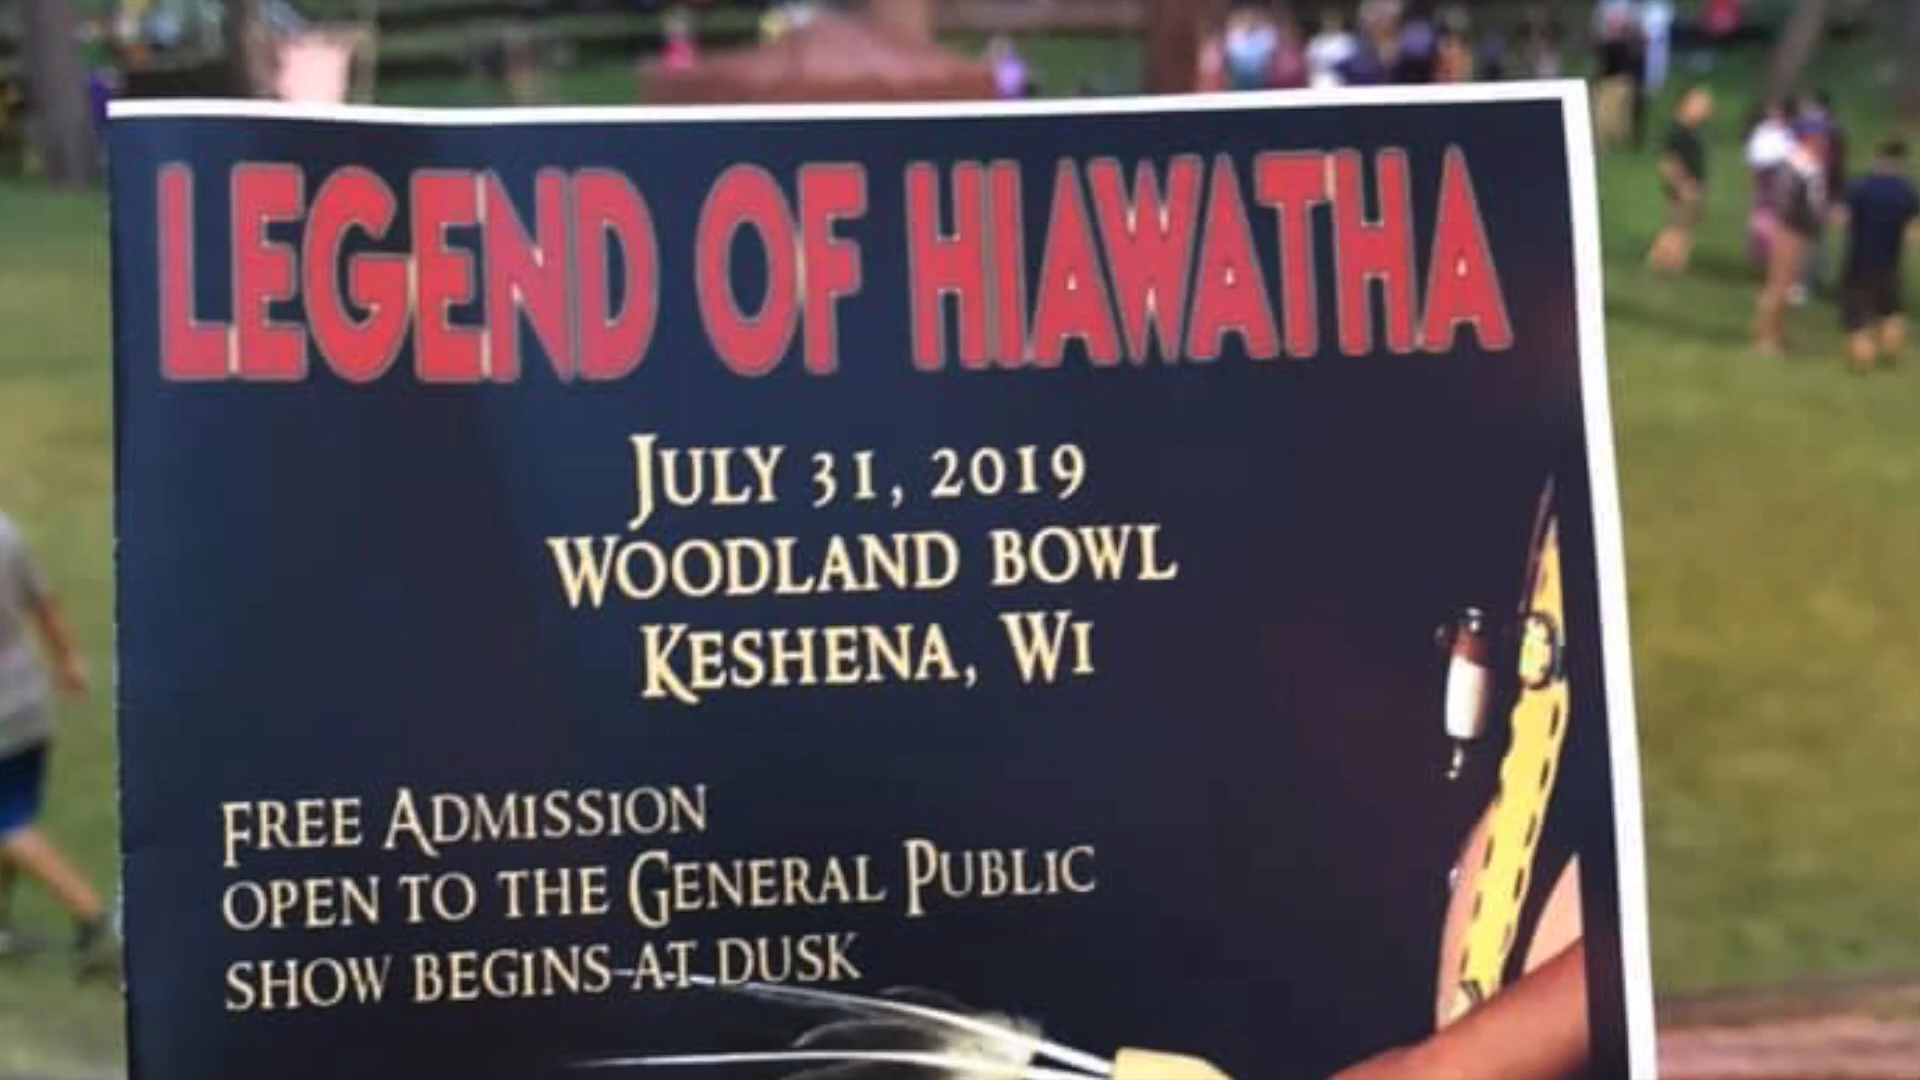 LEGEND OF HIAWATHA
JULY 31, 2019
WOODLAND BOWL
KESHENA, WI
FREE ADMISSION
OPEN TO THE GENERAL PUBLIC
SHOW BEGINS AT DUSK